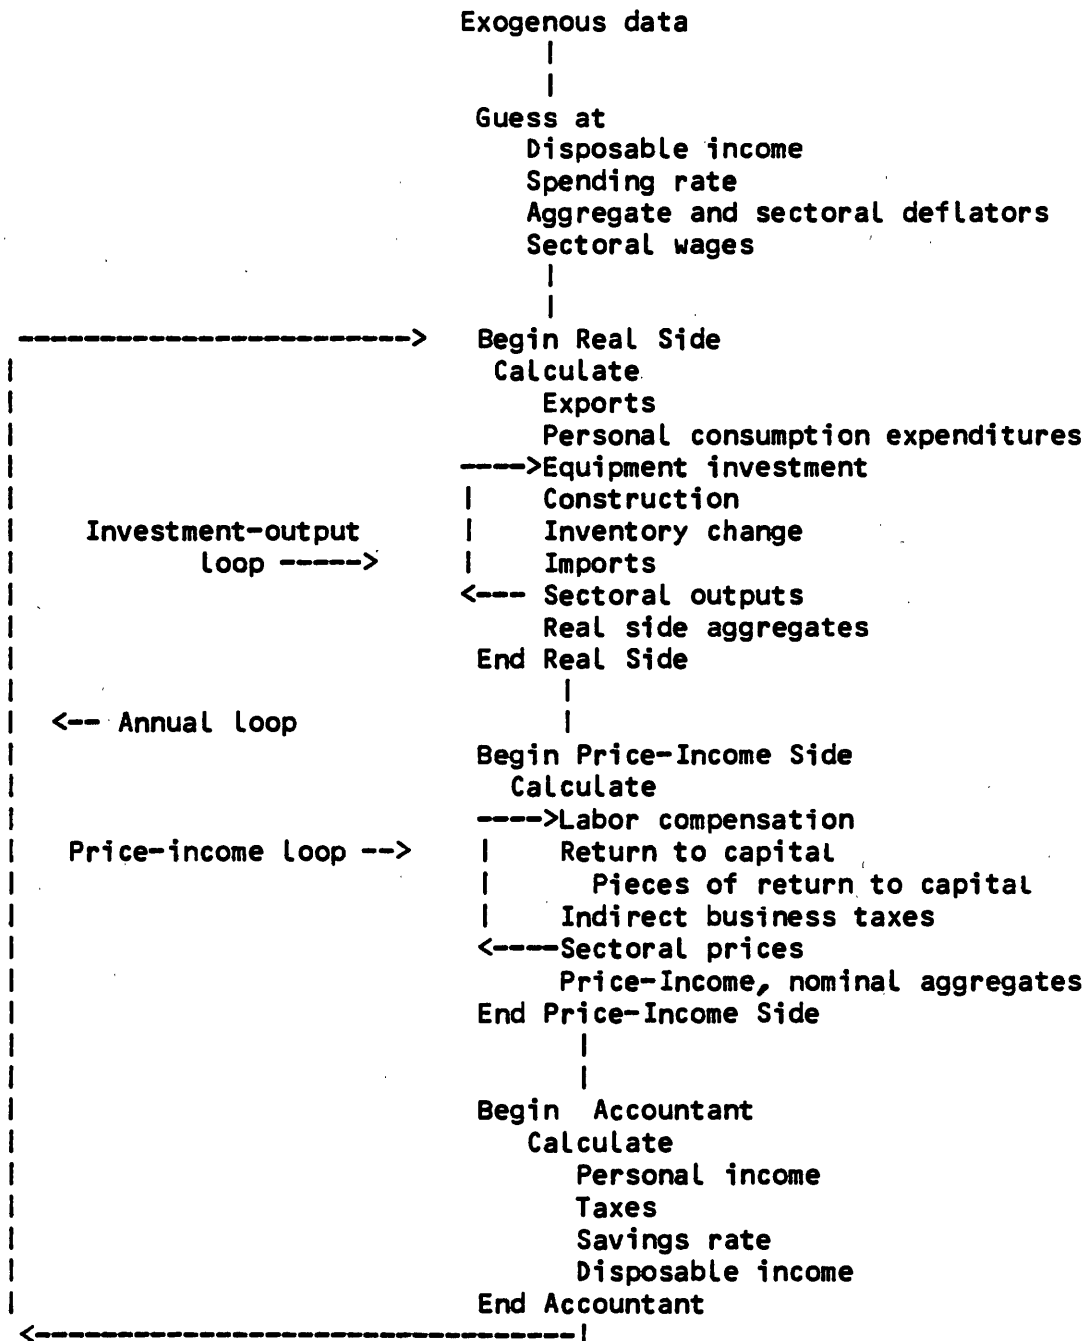 Exogenous data
|
|
Guess at
Disposable income
Spending rate
Aggregate and sectoral deflators
Sectoral wages
|
|
-------------------------> Begin Real Side
| Calculate
| Exports
| Personal consumption expenditures
| ---->Equipment investment
| | Construction
| Investment-output | Inventory change
| loop -----> | Imports
| <--- Sectoral outputs
| Real side aggregates
| End Real Side
| |
| <-- Annual loop |
| Begin Price-Income Side
| Calculate
| ---->Labor compensation
| Price-income loop --> | Return to capital
| | Pieces of return to capital
| | Indirect business taxes
| <----Sectoral prices
| Price-Income, nominal aggregates
| End Price-Income Side
| |
| |
| Begin Accountant
| Calculate
| Personal income
| Taxes
| Savings rate
| Disposable income
| End Accountant
<----------------------------------|